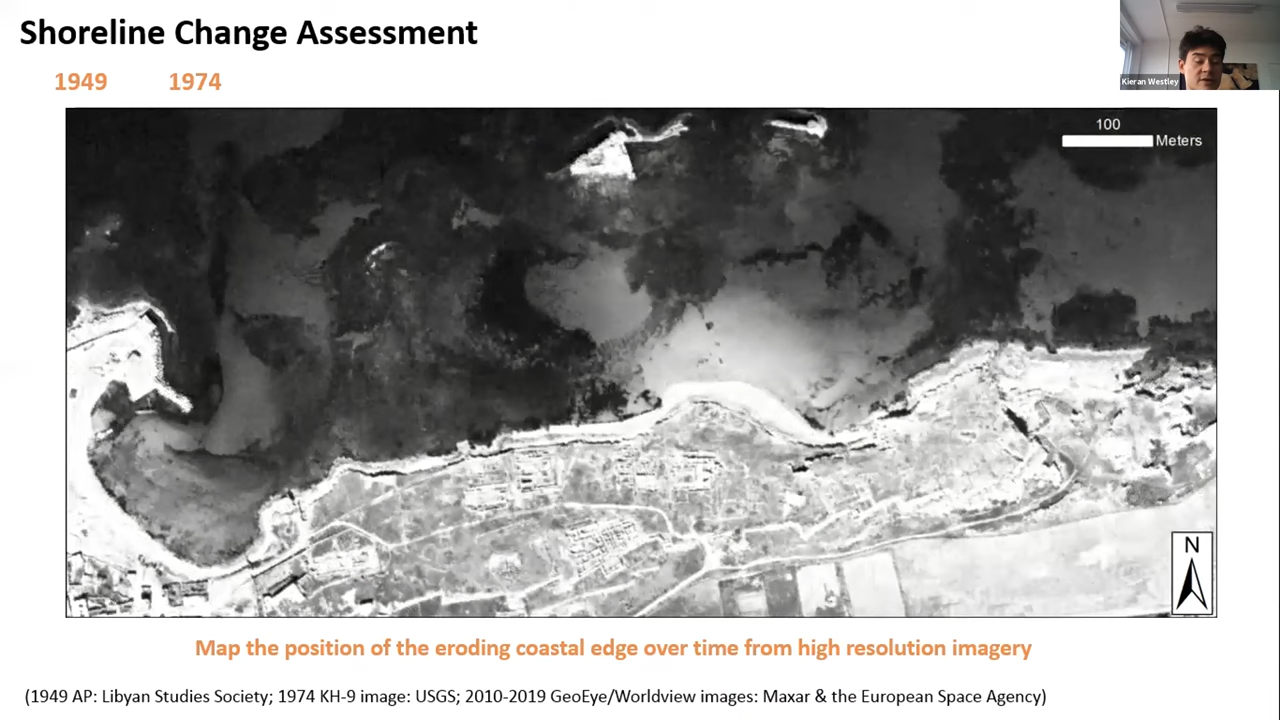 Shoreline Change Assessment
Kieran Westley
1949 1974
100
Meters
N
Map the position of the eroding coastal edge over time from high resolution imagery
(1949 AP: Libyan Studies Society; 1974 KH-9 image: USGS; 2010-2019 GeoEye/Worldview images: Maxar & the European Space Agency)